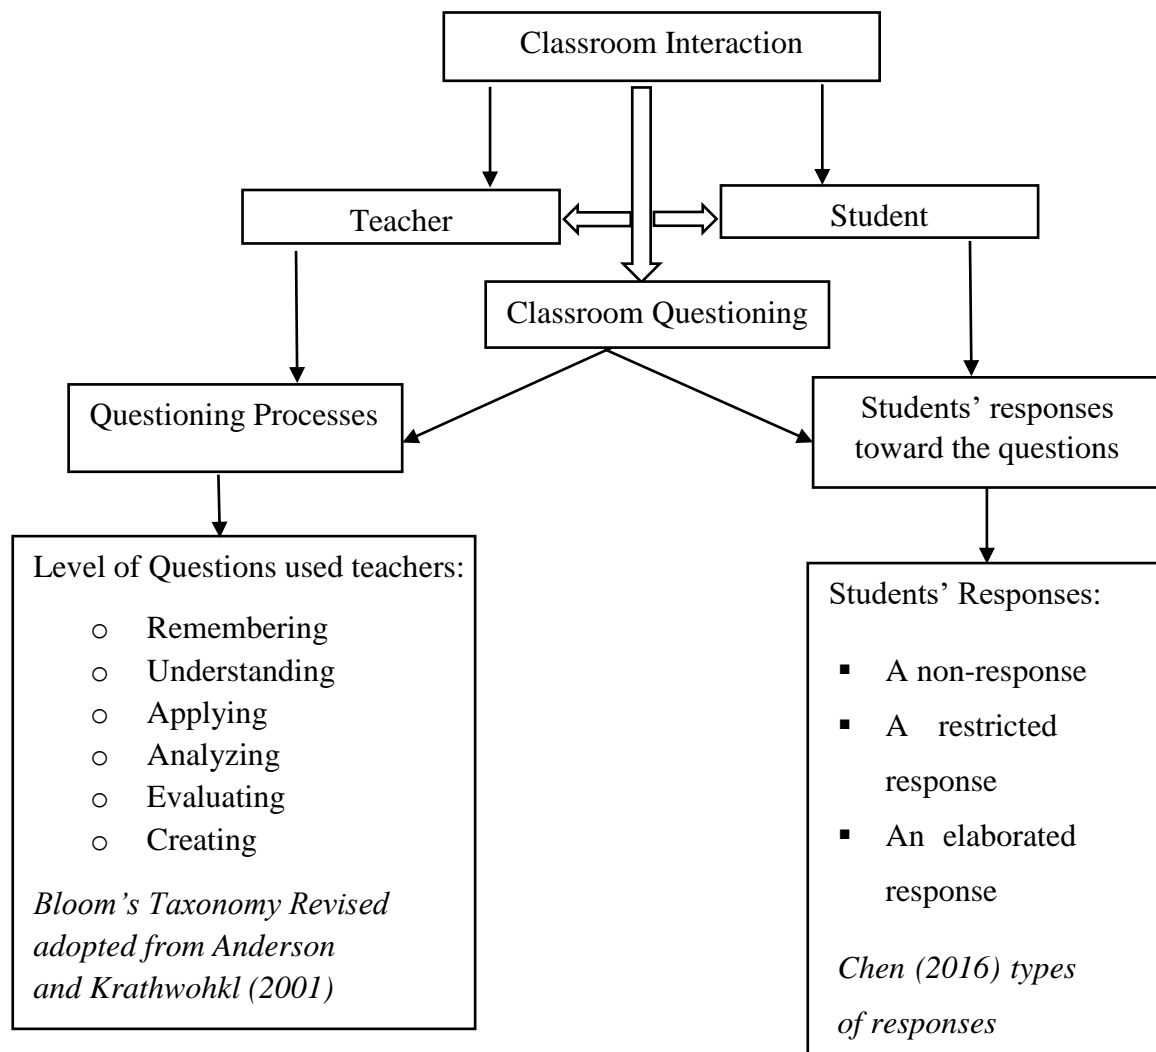 Classroom Interaction
Teacher
Student
Classroom Questioning
Questioning Processes
Students’ responses
toward the questions
Level of Questions used teachers:
o Remembering
o Understanding
o Applying
o Analyzing
o Evaluating
o Creating
Bloom’s Taxonomy Revised
adopted from Anderson
and Krathwohkl (2001)
Students’ Responses:
▪ A non-response
▪ A restricted
response
▪ An elaborated
response
Chen (2016) types
of responses